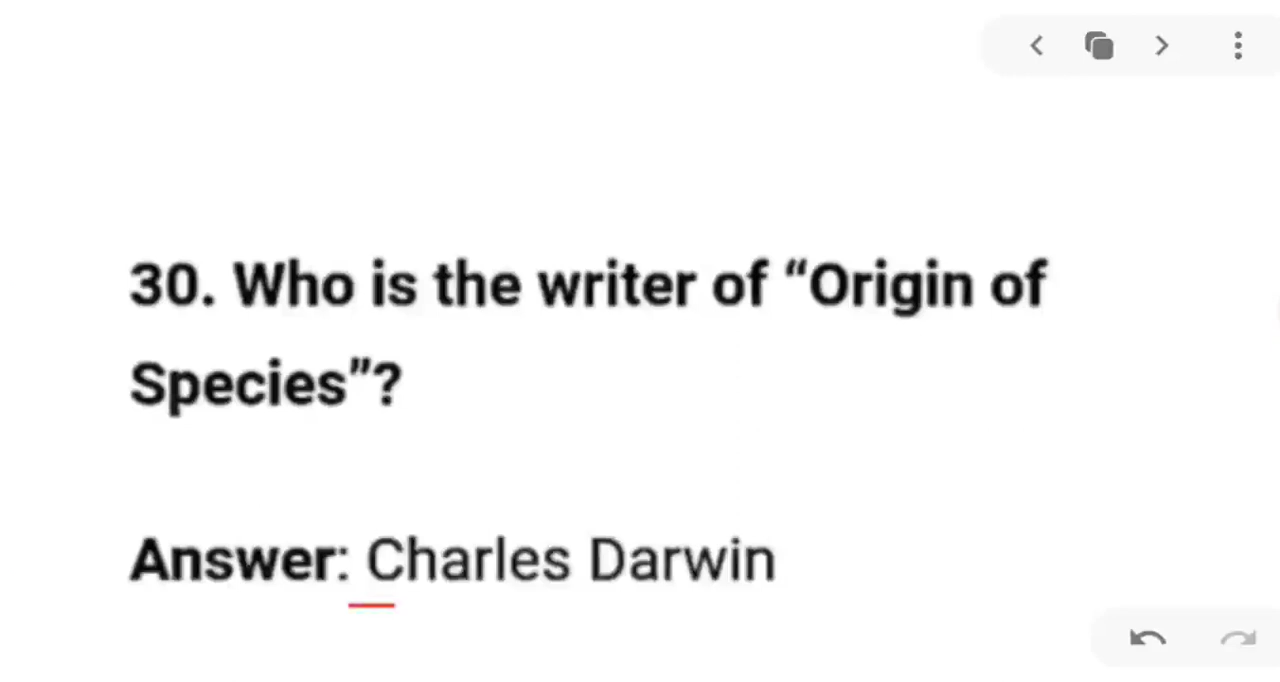 30. Who is the writer of “Origin of
Species”?
Answer: Charles Darwin